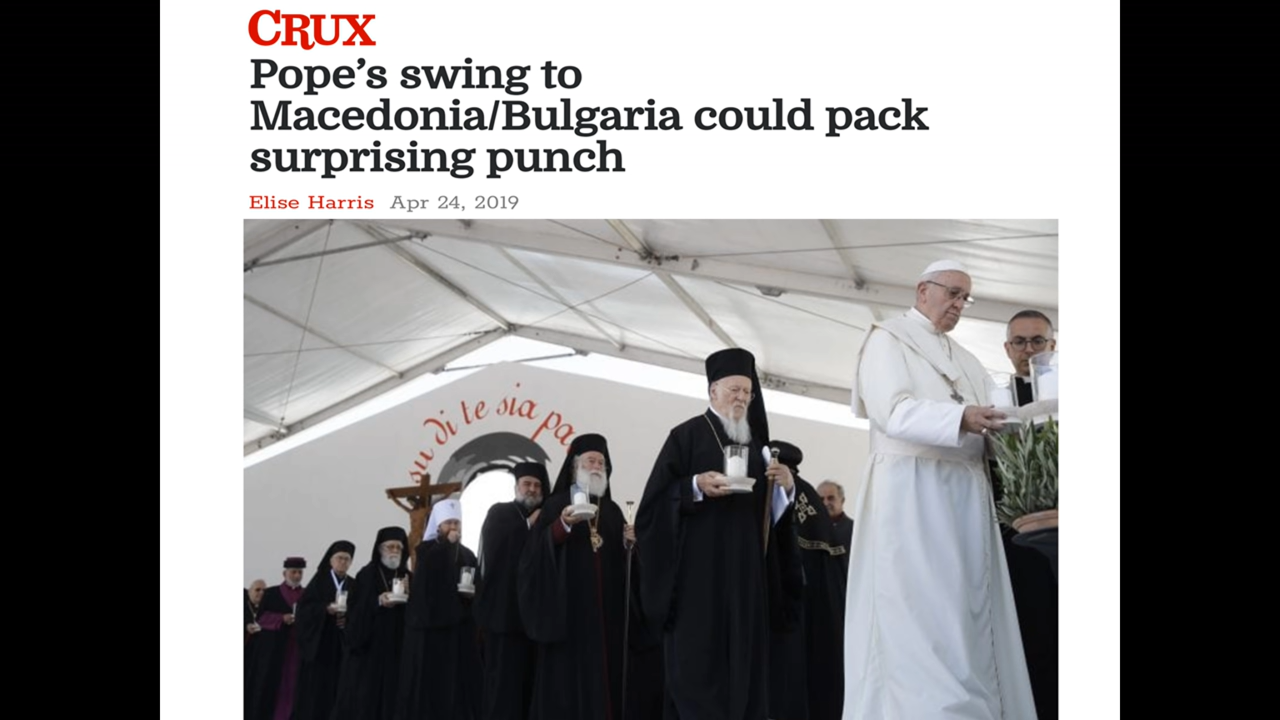 CRUX
Pope's swing to
Macedonia/Bulgaria could pack
surprising punch
Elise Harris Apr 24, 2019
su di te sia pa